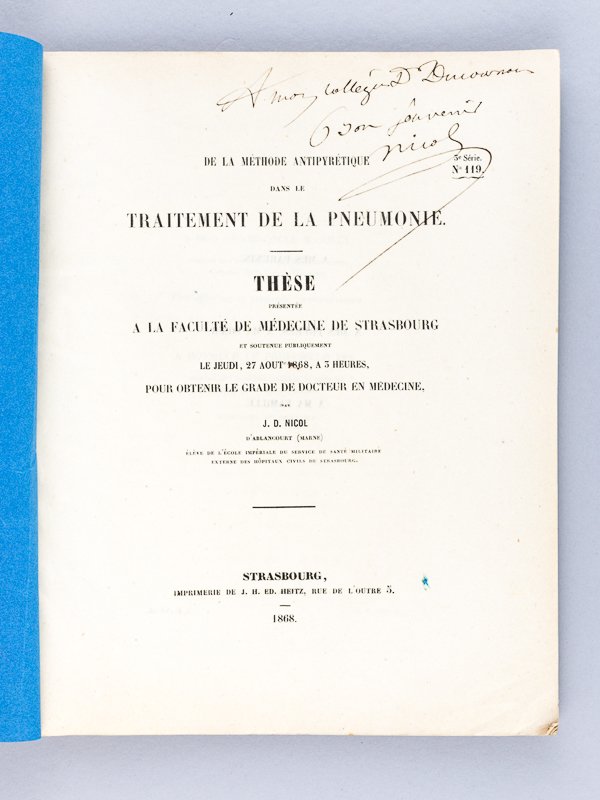 A mon collègue D
Bon souvenir
Nicol
DE LA MÉTHODE ANTIPYRÉTIQUE
3e Série.
No 119.
DANS LE
TRAITEMENT DE LA PNEUMONIE.
THÈSE
PRÉSENTÉE
A LA FACULTÉ DE MÉDECINE DE STRASBOURG
ET SOUTENUE PUBLIQUEMENT
LE JEUDI, 27 AOUT 1868, A 3 HEURES,
POUR OBTENIR LE GRADE DE DOCTEUR EN MÉDECINE,
PAR
J. D. NICOL
D'ABLANCOURT (MARNE)
ÉLÈVE DE L'ÉCOLE IMPÉRIALE DU SERVICE DE SANTÉ MILITAIRE
EXTERNE DES HÔPITAUX CIVILS DE STRASBOURG.
STRASBOURG,
IMPRIMERIE DE J. H. ED. HEITZ, RUE DE L'OUTRE 5.
1868.